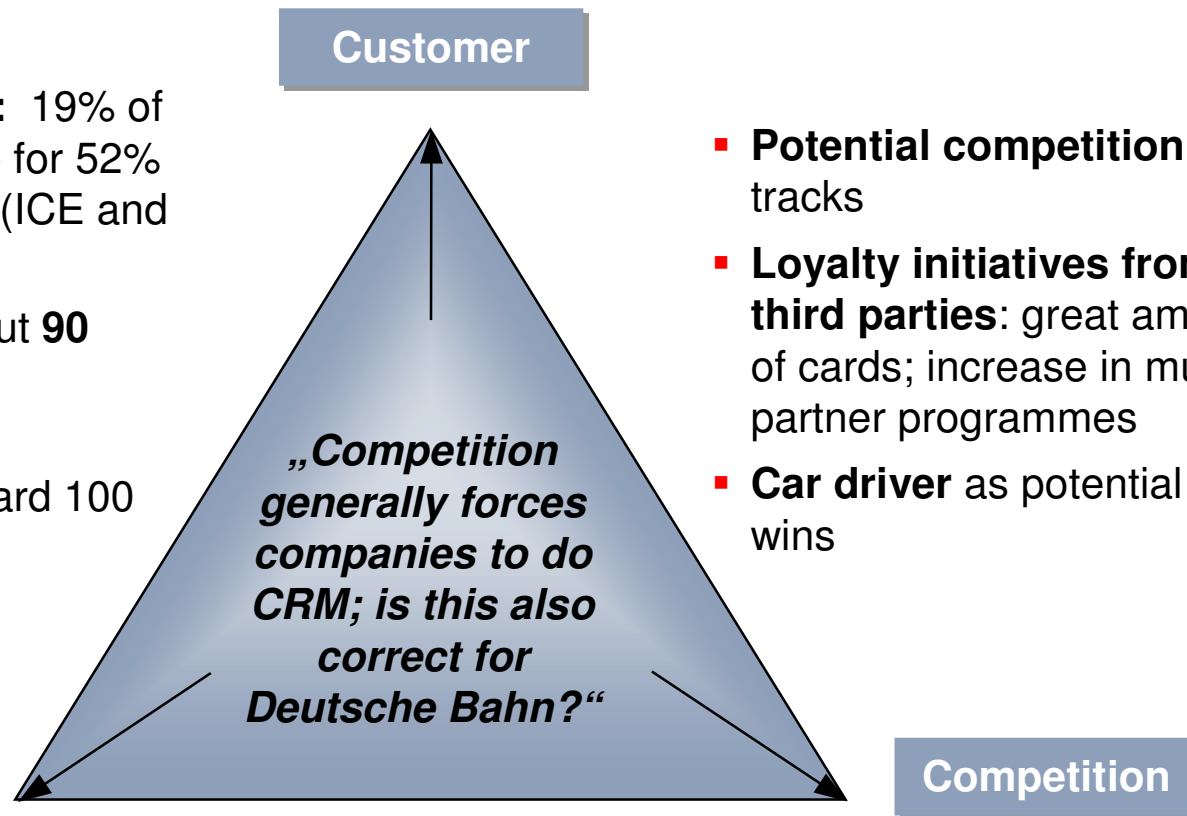 Customer
: 19% of
for 52%
(ICE and
ut 90
ard 100
Potential competition
tracks
Loyalty initiatives from
third parties: great am
of cards; increase in mu
partner programmes
Car driver as potential
wins
„Competition
generally forces
companies to do
CRM; is this also
correct for
Deutsche Bahn?“
Competition